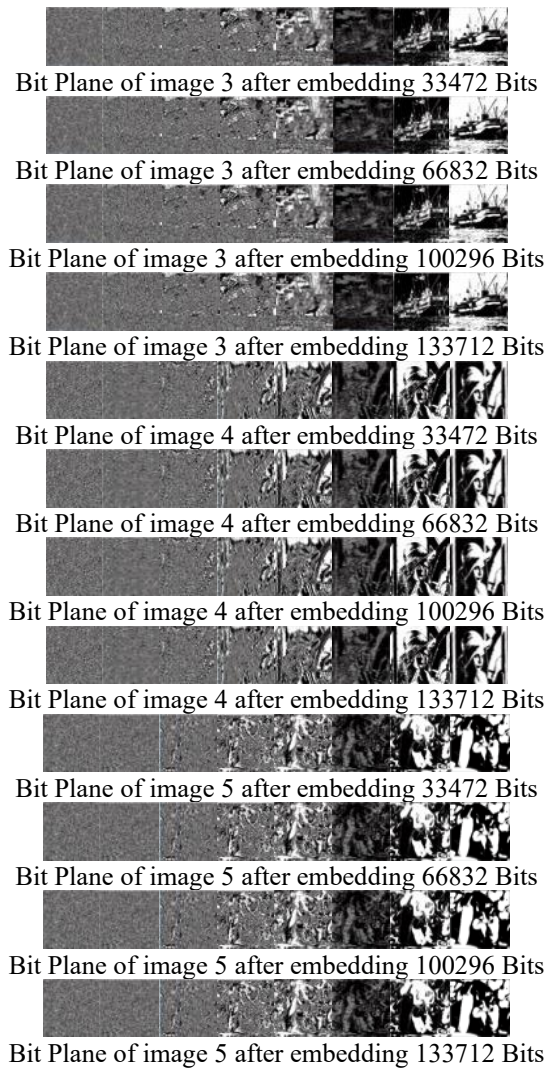 Bit Plane of image 3 after embedding 33472 Bits
Bit Plane of image 3 after embedding 66832 Bits
Bit Plane of image 3 after embedding 100296 Bits
Bit Plane of image 3 after embedding 133712 Bits
Bit Plane of image 4 after embedding 33472 Bits
Bit Plane of image 4 after embedding 66832 Bits
Bit Plane of image 4 after embedding 100296 Bits
Bit Plane of image 4 after embedding 133712 Bits
Bit Plane of image 5 after embedding 33472 Bits
Bit Plane of image 5 after embedding 66832 Bits
Bit Plane of image 5 after embedding 100296 Bits
Bit Plane of image 5 after embedding 133712 Bits